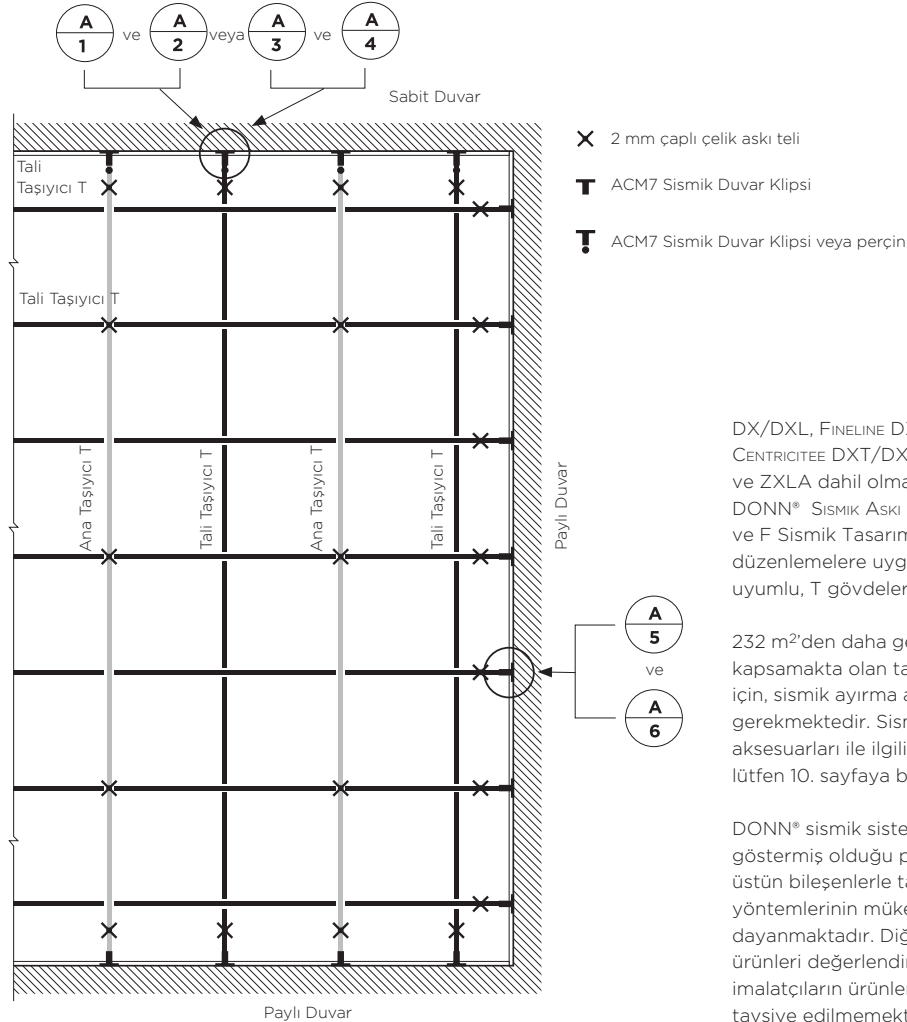 A
1
ve
A
2
veya
A
3
ve
A
4
Sabit Duvar
2 mm çaplı çelik askı teli
ACM7 Sismik Duvar Klipsi
ACM7 Sismik Duvar Klipsi veya perçin
Tali
Taşıyıcı T
Tali Taşıyıcı T
Ana Taşıyıcı T
Tali Taşıyıcı T
Ana Taşıyıcı T
Tali Taşıyıcı T
Paylı Duvar
A
5
ve
A
6
Paylı Duvar
DX/DXL, Fineline
Centricitee DXT/
ve ZXLA dahil olma
DONN® Sismik Askı
ve F Sismik Tasarım
düzenlemelere uyg
uyumlu, T gövdeler
232 m²'den daha ge
kapsamakta olan ta
için, sismik ayırma a
gerekmektedir. Sism
aksesuarları ile ilgili
lütfen 10. sayfaya b
DONN® sismik siste
göstermiş olduğu p
üstün bileşenlerle ta
yöntemlerinin müke
dayanmaktadır. Diğ
ürünleri değerlendir
imalatçıların ürünler
tavsiye edilmemekt